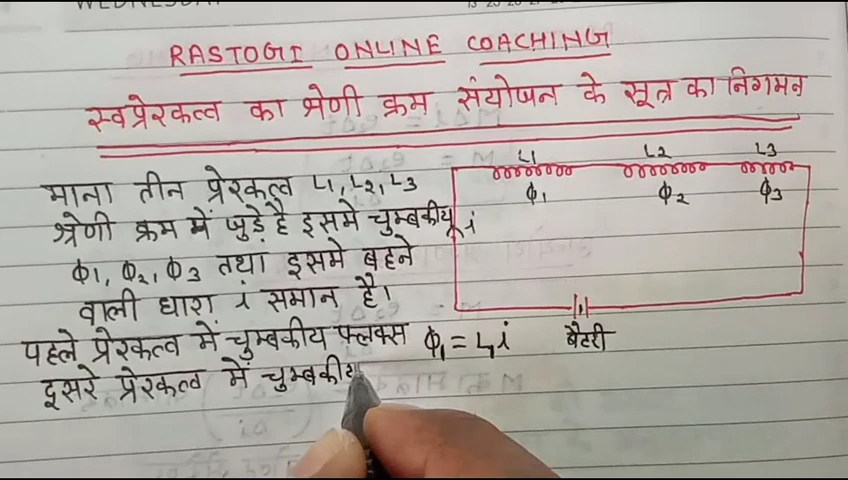 RASTOGI ONLINE COACHING
स्वप्रेरकत्व का श्रेणी क्रम संयोजन के सूत्र का निगमन
माना तीन प्रेरकत्व L1, L2, L3
श्रेणी क्रम में जुड़े है इसमे चुम्बकीय
Φ1, Φ2, Φ3 तथा इसमे बहने
वाली धारा i समान है।
पहले प्रेरकत्व में चुम्बकीय फ्लक्स Φ1 = L1i
दूसरे प्रेरकत्व में चुम्बकीय
L1 L2 L3
Φ1 Φ2 Φ3
i
बैटरी